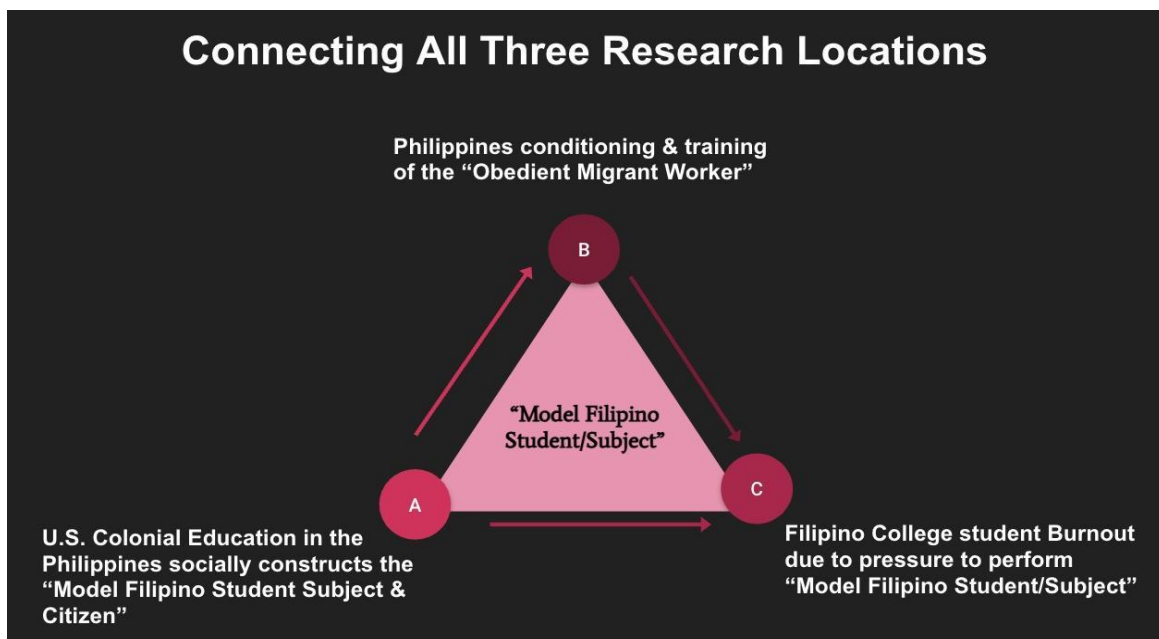 Connecting All Three Research Locations
Philippines conditioning & training
of the “Obedient Migrant Worker”
B
“Model Filipino
Student/Subject”
A
C
U.S. Colonial Education in the
Philippines socially constructs the
“Model Filipino Student Subject &
Citizen”
Filipino College student Burnout
due to pressure to perform
“Model Filipino Student/Subject”